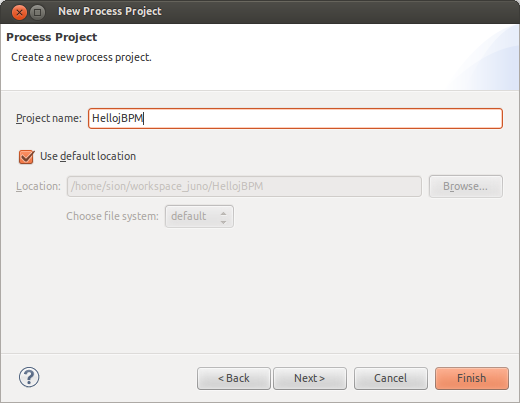 New Process Project
Process Project
Create a new process project.
Project name: HellojBPM
Use default location
Location: /home/sion/workspace_juno/HellojBPM Browse...
Choose file system: default
? < Back Next > Cancel Finish